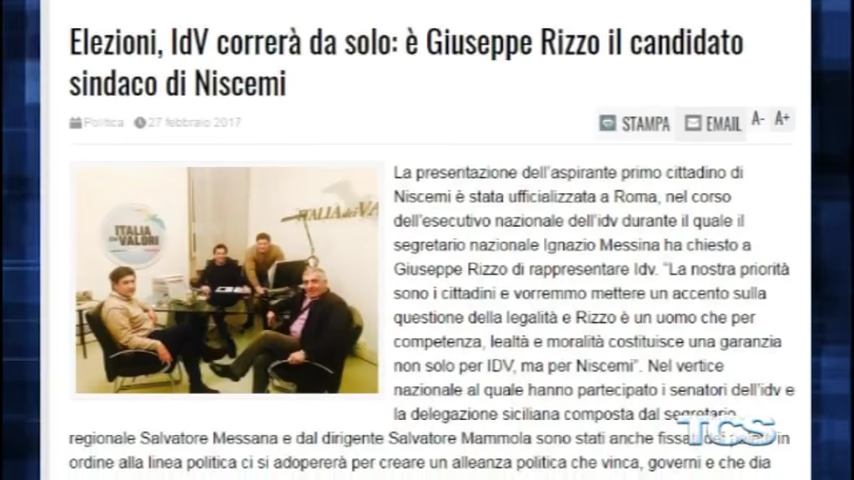 Elezioni, IdV correrà da solo: è Giuseppe Rizzo il candidato
sindaco di Niscemi
Politica 27 febbraio 2017
STAMPA EMAIL A- A+
ITALIA dei VA
ITALIA
DEI
VALORI
La presentazione dell'aspirante primo cittadino di
Niscemi è stata ufficializzata a Roma, nel corso
dell'esecutivo nazionale dell'idv durante il quale il
segretario nazionale Ignazio Messina ha chiesto a
Giuseppe Rizzo di rappresentare Idv. "La nostra priorità
sono i cittadini e vorremmo mettere un accento sulla
questione della legalità e Rizzo è un uomo che per
competenza, lealtà e moralità costituisce una garanzia
non solo per IDV, ma per Niscemi". Nel vertice
nazionale al quale hanno partecipato i senatori dell'idv e
la delegazione siciliana composta dal segretario
regionale Salvatore Messana e dal dirigente Salvatore Mammola sono stati anche fissati dei in
ordine alla linea politica ci si adopererà per creare un alleanza politica che vinca, governi e che dia
TCS